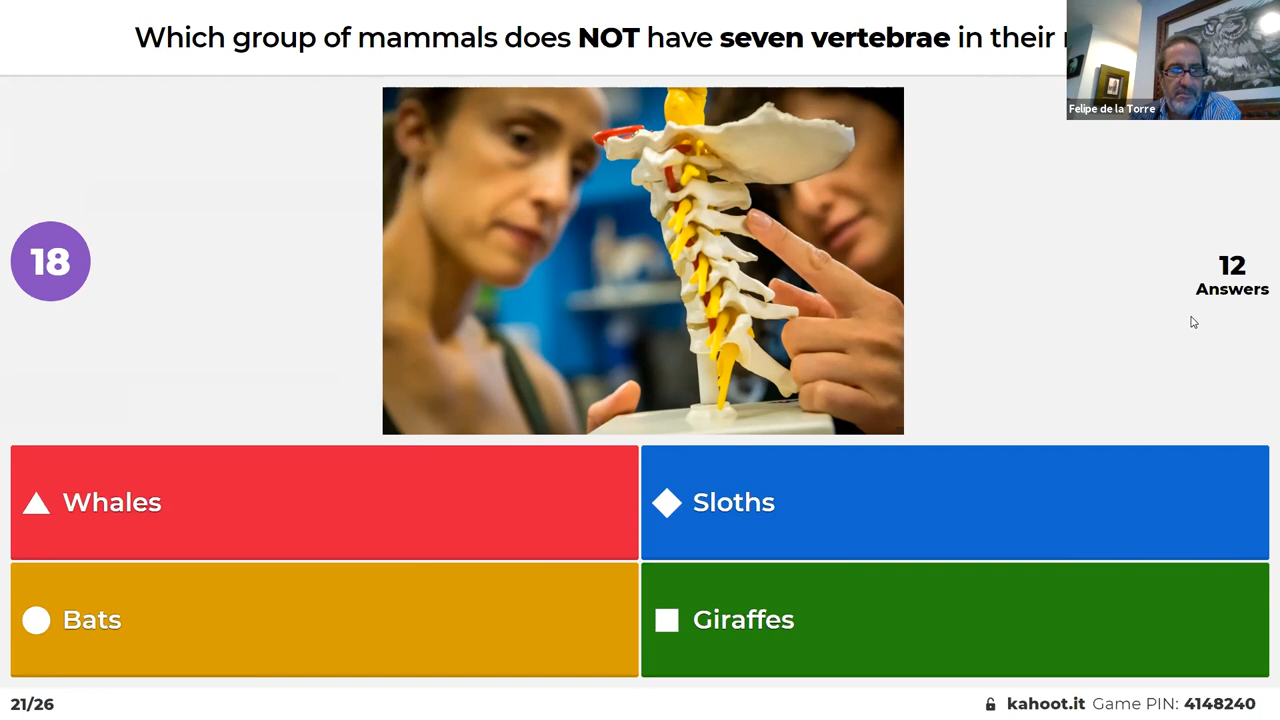 Which group of mammals does NOT have seven vertebrae in their
Felipe de la Torre
18
12
Answers
Whales
Sloths
Bats
Giraffes
21/26
kahoot.it Game PIN: 4148240